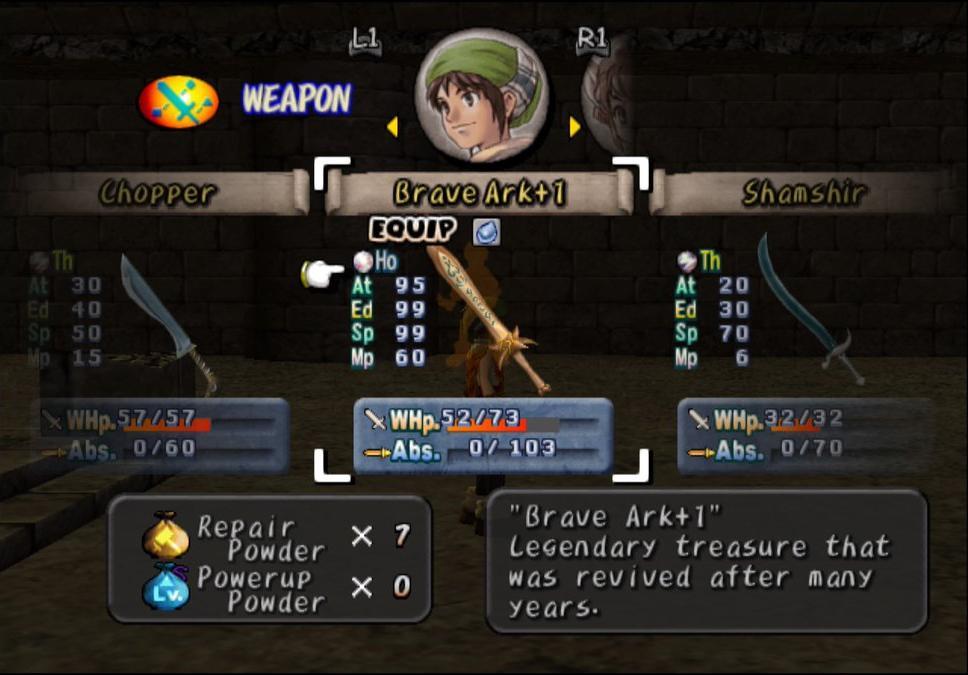 L1
R1
WEAPON
Chopper
Brave Ark+1
Shamshir
EQUIP
Th
At 30
Ed 40
Sp 50
Mp 15
Ho
At 95
Ed 99
Sp 99
Mp 60
Th
At 20
Ed 30
Sp 70
Mp 6
WHp. 57/57
Abs. 0/60
WHp. 52/73
Abs. 0/103
WHp. 32/32
Abs. 0/70
Repair
Powder × 7
Lv.
Powerup
Powder × 0
"Brave Ark+1"
Legendary treasure that
was revived after many
years.